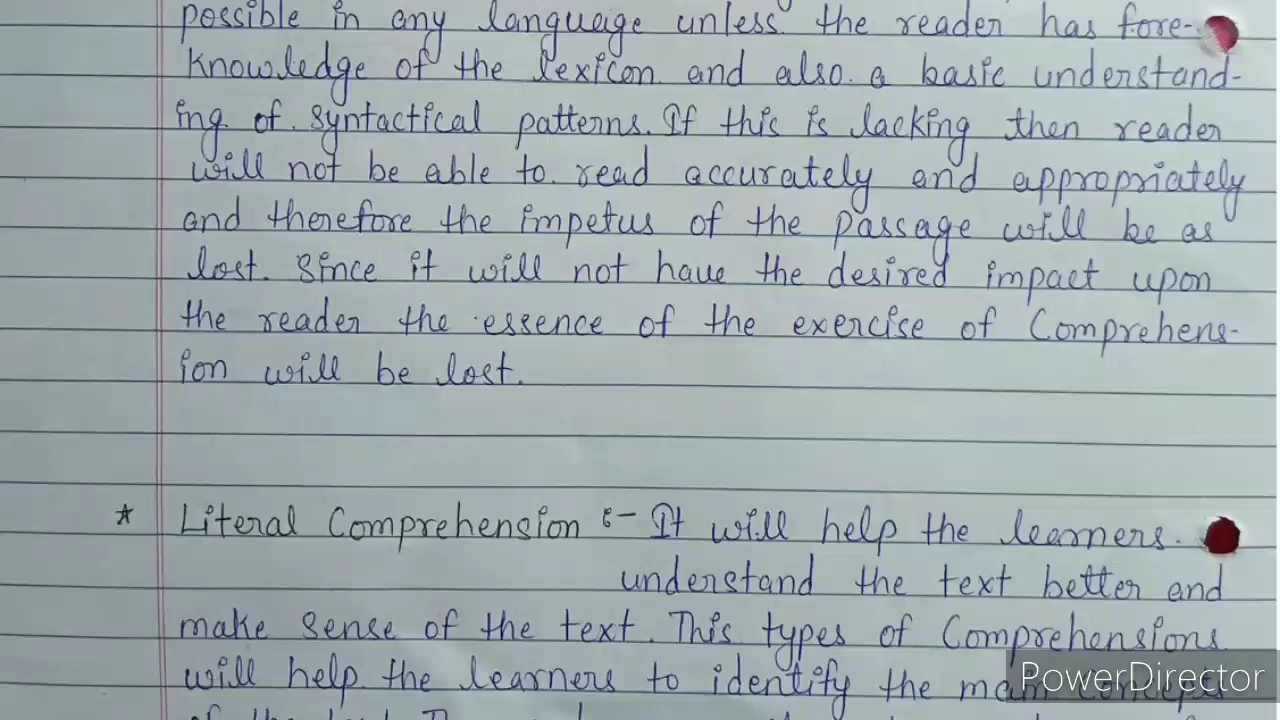 possible in any language unless the reader has fore-
knowledge of the lexicon and also a basic understand-
ing of syntactical patterns. If this is lacking then reader
will not be able to read accurately and appropriately
and therefore the impetus of the passage will be as
lost. Since it will not have the desired impact upon
the reader the essence of the exercise of Comprehens-
ion will be lost.
* Literal Comprehension :- It will help the learners.
understand the text better and
make sense of the text. This types of Comprehensions
will help the learners to identify the main concepts
of the text.
PowerDirector